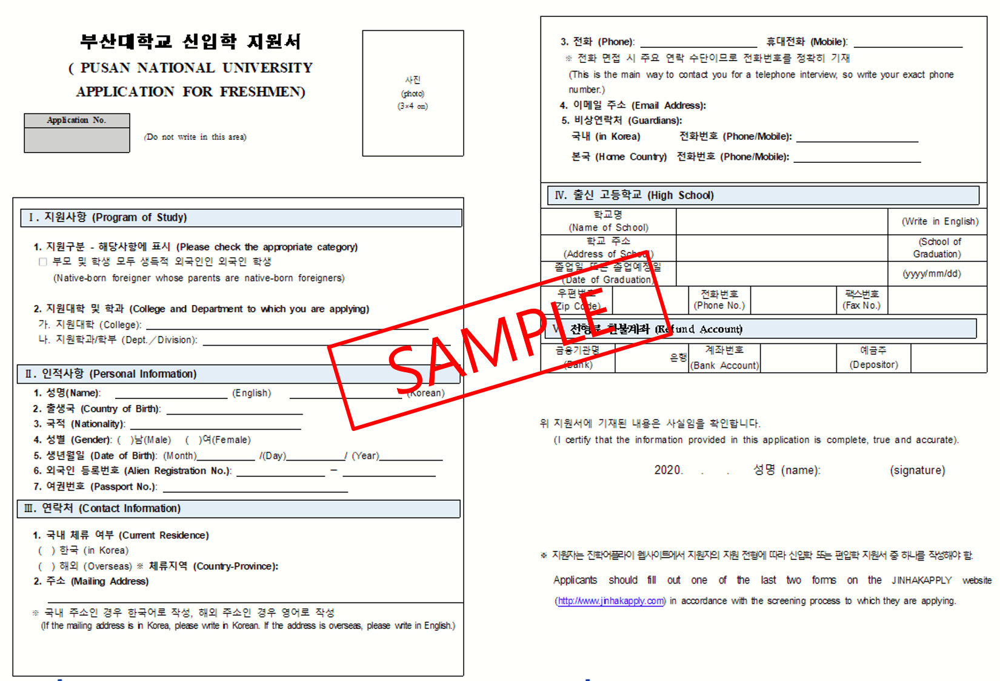 부산대학교 신입학 지원서
( PUSAN NATIONAL UNIVERSITY
APPLICATION FOR FRESHMEN)
사진
(photo)
(3×4 cm)
Application No.
(Do not write in this area)
Ⅰ. 지원사항 (Program of Study)
1. 지원구분 - 해당사항에 표시 (Please check the appropriate category)
□ 부모 및 학생 모두 생득적 외국인인 외국인 학생
(Native-born foreigner whose parents are native-born foreigners)
2. 지원대학 및 학과 (College and Department to which you are applying)
가. 지원대학 (College):
나. 지원학과/학부 (Dept.／Division):
Ⅱ. 인적사항 (Personal Information)
1. 성명(Name): (English) (Korean)
2. 출생국 (Country of Birth):
3. 국적 (Nationality):
4. 성별 (Gender): ( )남(Male) ( )여(Female)
5. 생년월일 (Date of Birth): (Month) /(Day) / (Year)
6. 외국인 등록번호 (Alien Registration No.): －
7. 여권번호 (Passport No.):
Ⅲ. 연락처 (Contact Information)
1. 국내 체류 여부 (Current Residence)
( ) 한국 (in Korea)
( ) 해외 (Overseas) ※ 체류지역 (Country-Province):
2. 주소 (Mailing Address)
※ 국내 주소인 경우 한국어로 작성, 해외 주소인 경우 영어로 작성
(If the mailing address is in Korea, please write in Korean. If the address is overseas, please write in English.)
3. 전화 (Phone): 휴대전화 (Mobile):
※ 전화 면접 시 주요 연락 수단이므로 전화번호를 정확히 기재
(This is the main way to contact you for a telephone interview, so write your exact phone
number.)
4. 이메일 주소 (Email Address):
5. 비상연락처 (Guardians):
국내 (in Korea) 전화번호 (Phone/Mobile):
본국 (Home Country) 전화번호 (Phone/Mobile):
Ⅳ. 출신 고등학교 (High School)
학교명
(Name of School)
(Write in English)
학교 주소
(Address of School)
(School of
Graduation)
졸업일 또는 졸업예정일
(Date of Graduation)
(yyyy/mm/dd)
우편번호
(Zip Code)
전화번호
(Phone No.)
팩스번호
(Fax No.)
Ⅴ. 전형료 환불계좌 (Refund Account)
금융기관명
(Bank)
은행
계좌번호
(Bank Account)
예금주
(Depositor)
SAMPLE
위 지원서에 기재된 내용은 사실임을 확인합니다.
(I certify that the information provided in this application is complete, true and accurate).
2020. . . 성명 (name): (signature)
※ 지원자는 진학어플라이 웹사이트에서 지원자의 지원 전형에 따라 신입학 또는 편입학 지원서 중 하나를 작성해야 함.
Applicants should fill out one of the last two forms on the JINHAKAPPLY website
(http://www.jinhakapply.com) in accordance with the screening process to which they are applying.